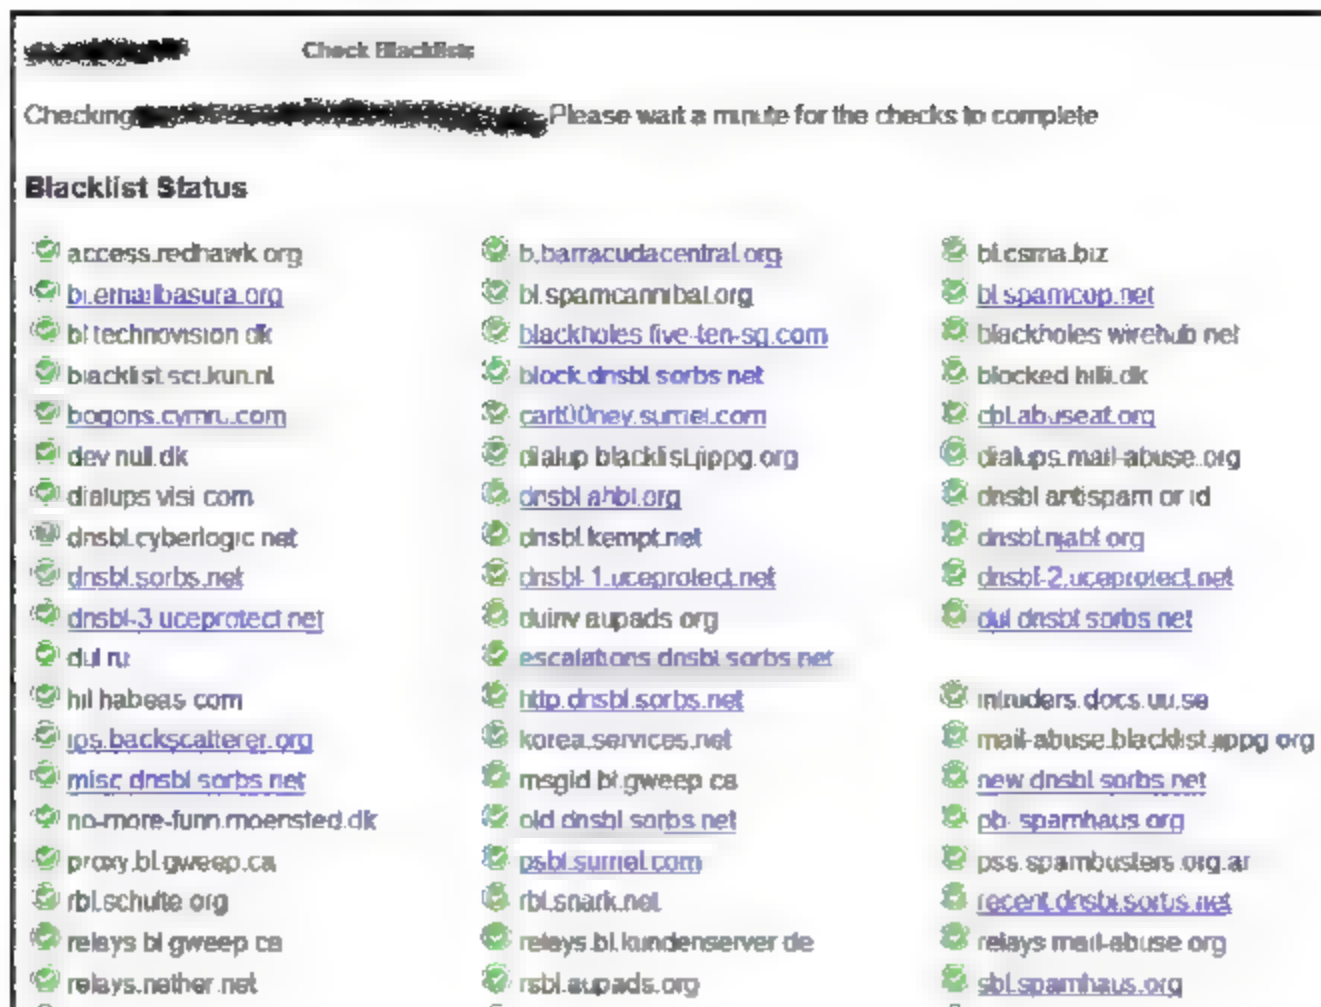 Check Blacklists
Checking Please wait a minute for the checks to complete
Blacklist Status
access.redhawk.org b.barracudacentral.org bl.csma.biz
bl.emailbasura.org bl.spamcannibal.org bl.spamcop.net
bl.technovision.dk blackholes.five-ten-sg.com blackholes.wirehub.net
blacklist.sci.kun.nl block.dnsbl.sorbs.net blocked.hilli.dk
bogons.cymru.com cart00ney.surriel.com cbl.abuseat.org
dev.null.dk dialup.blacklist.jippg.org dialups.mail-abuse.org
dialups.visi.com dnsbl.ahbl.org dnsbl.antispam.or.id
dnsbl.cyberlogic.net dnsbl.kempt.net dnsbl.njabl.org
dnsbl.sorbs.net dnsbl-1.uceprotect.net dnsbl-2.uceprotect.net
dnsbl-3.uceprotect.net duinv.aupads.org dul.dnsbl.sorbs.net
dul.ru escalations.dnsbl.sorbs.net
hil.habeas.com http.dnsbl.sorbs.net intruders.docs.uu.se
ips.backscatterer.org korea.services.net mail-abuse.blacklist.jippg.org
misc.dnsbl.sorbs.net msgid.bl.gweep.ca new.dnsbl.sorbs.net
no-more-funn.moensted.dk old.dnsbl.sorbs.net pbl.spamhaus.org
proxy.bl.gweep.ca psbl.surriel.com pss.spambusters.org.ar
rbl.schulte.org rbl.snark.net recent.dnsbl.sorbs.net
relays.bl.gweep.ca relays.bl.kundenserver.de relays.mail-abuse.org
relays.nether.net rsbl.aupads.org sbl.spamhaus.org